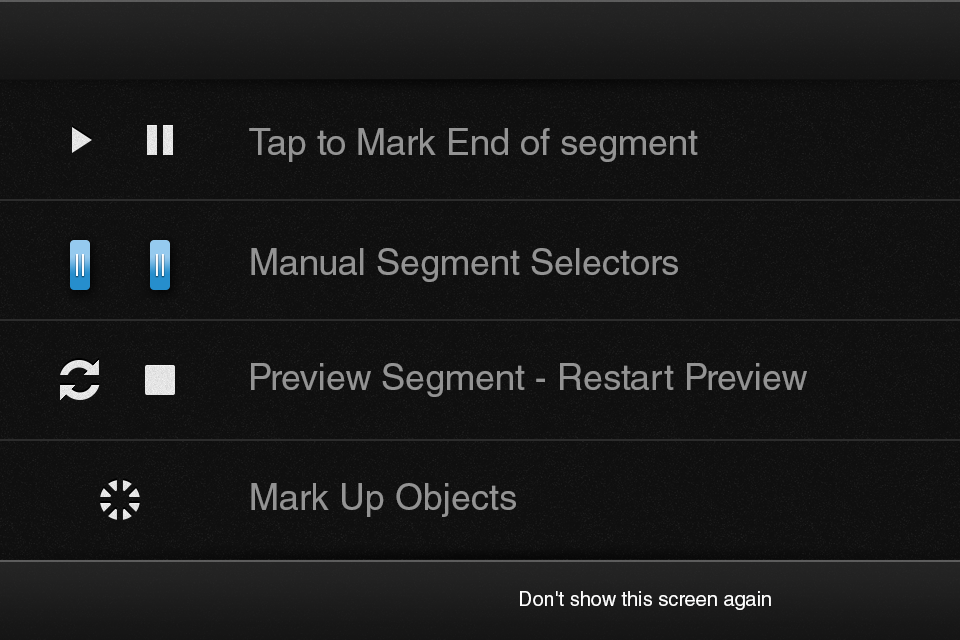 Tap to Mark End of segment
Manual Segment Selectors
Preview Segment - Restart Preview
Mark Up Objects
Don't show this screen again